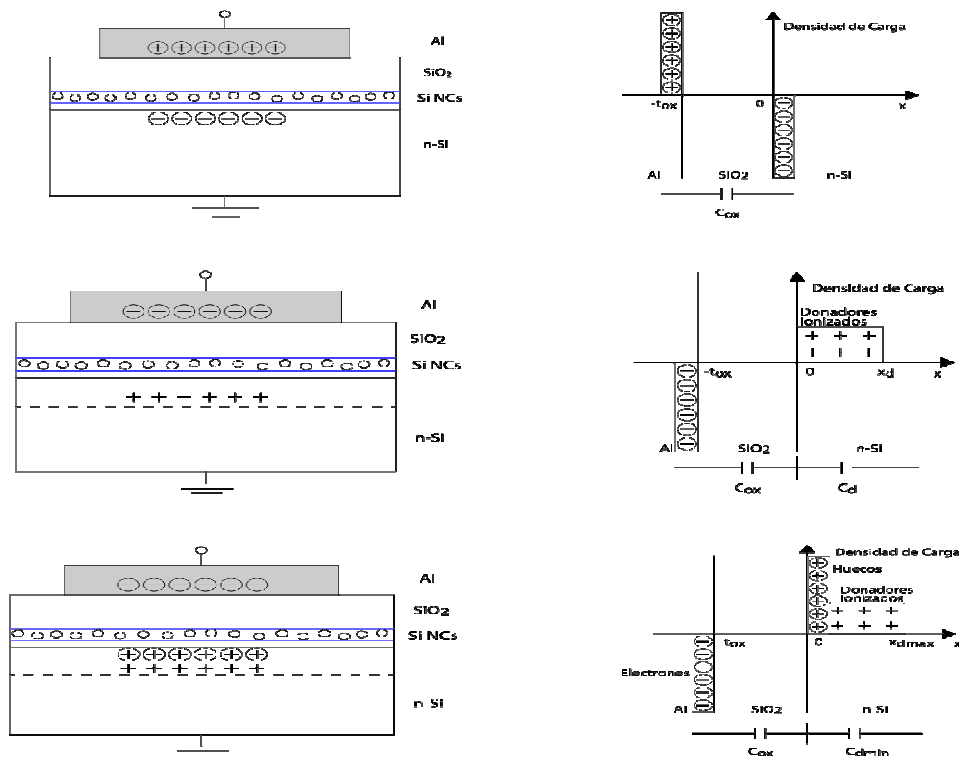 Al
SiO2
Si NCs
n-Si
Densidad de Carga
-tox
0
x
Al
SiO2
n-Si
Cox
Al
SiO2
Si NCs
n-Si
Densidad de Carga
Donadores
Ionizados
-tox
0
xd
x
Al
SiO2
n-Si
Cox
Cd
Al
SiO2
Si NCs
n-Si
Densidad de Carga
Huecos
Donadores
Ionizados
tox
0
xdmax
x
Electrones
Al
SiO2
n-Si
Cox
Cdmin